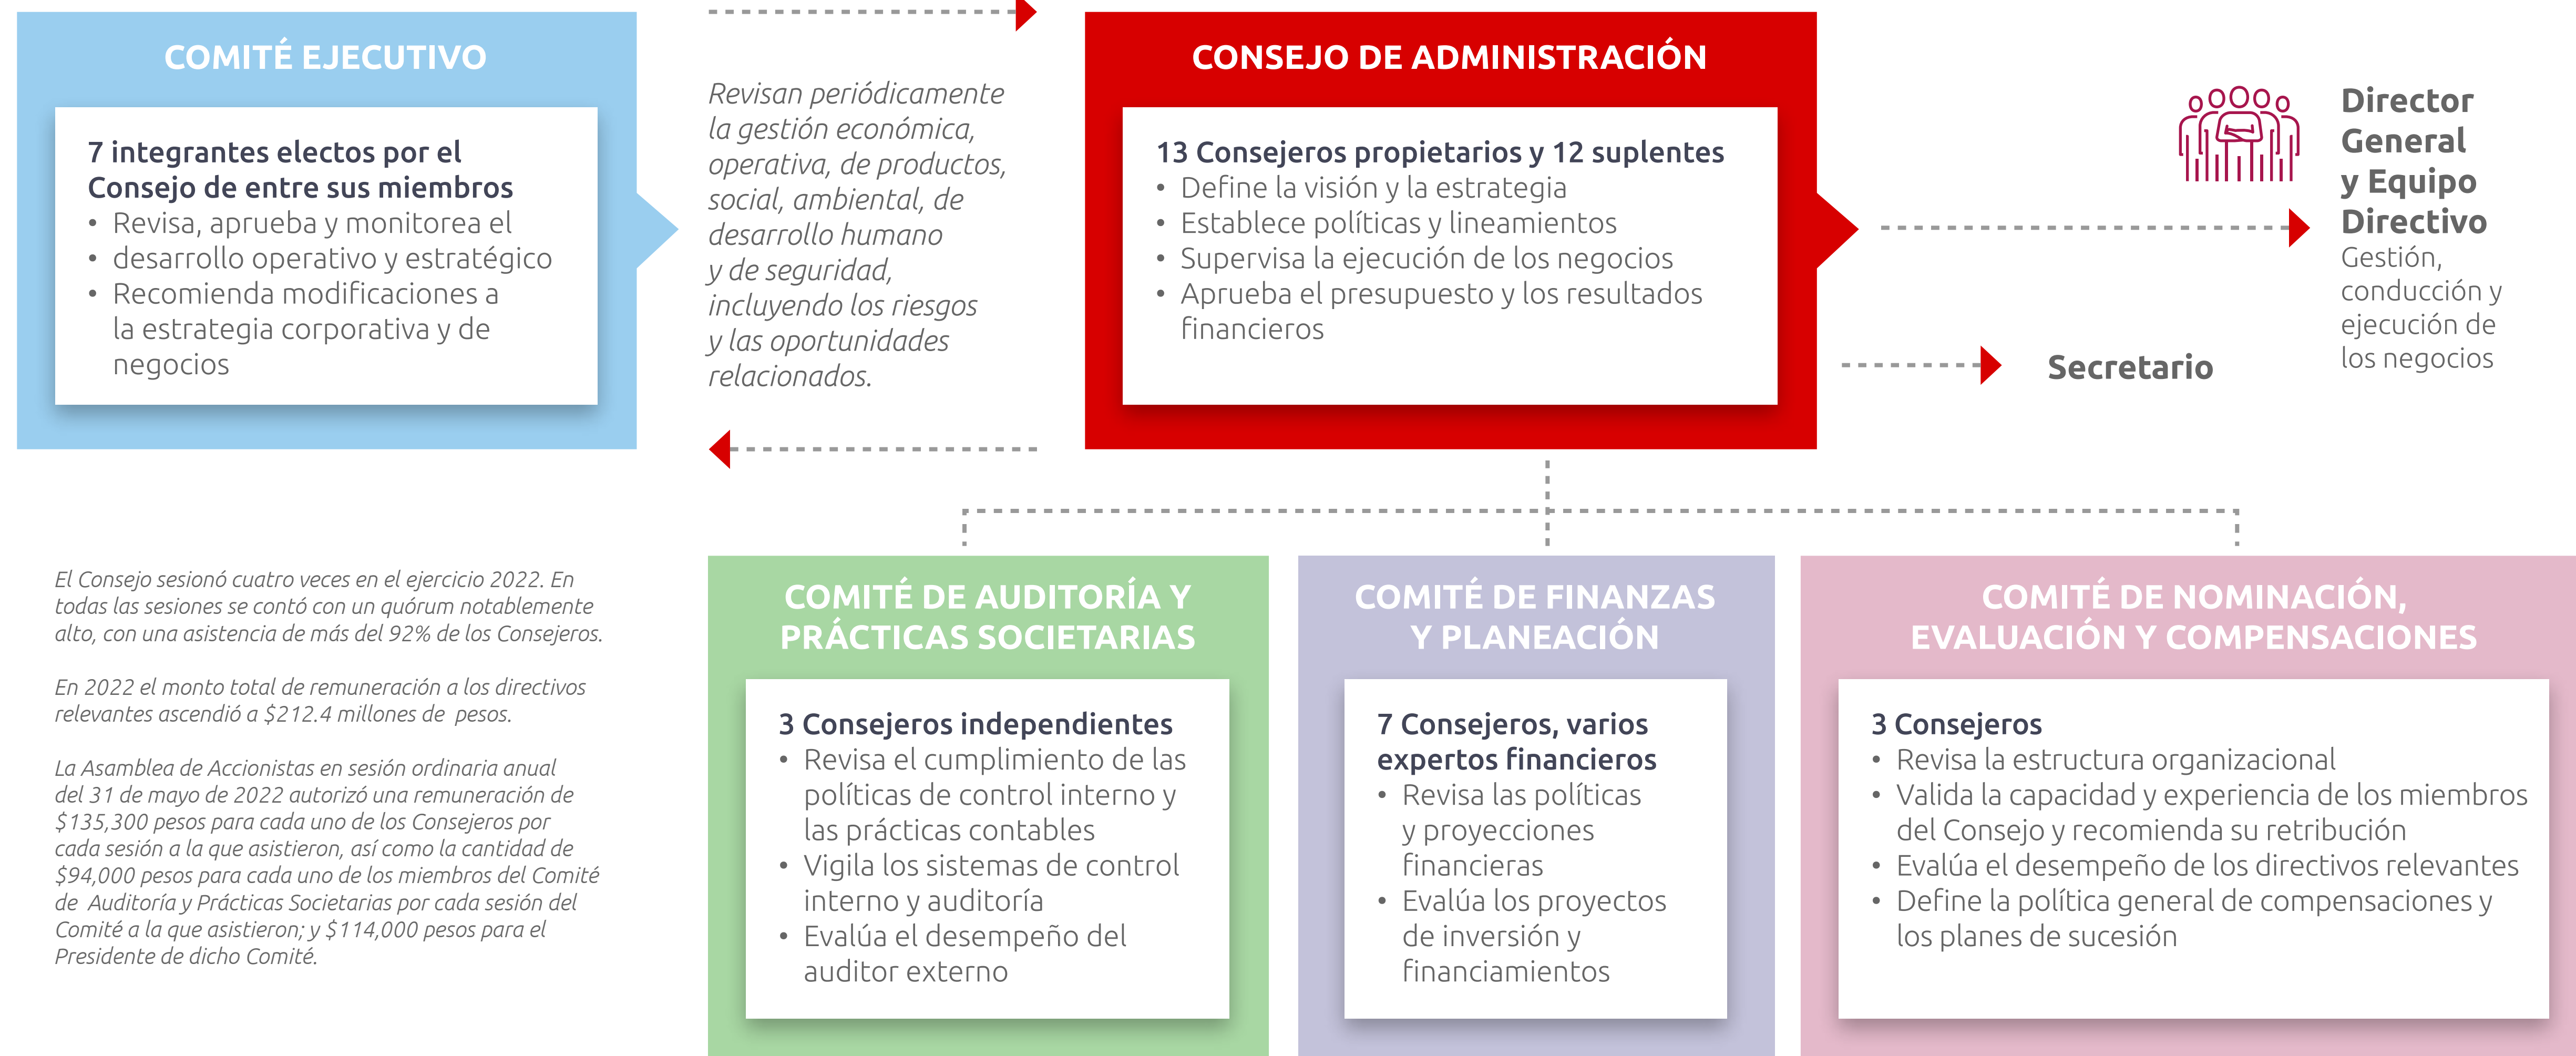 COMITÉ EJECUTIVO
7 integrantes electos por el
Consejo de entre sus miembros
• Revisa, aprueba y monitorea el
• desarrollo operativo y estratégico
• Recomienda modificaciones a
la estrategia corporativa y de
negocios
Revisan periódicamente
la gestión económica,
operativa, de productos,
social, ambiental, de
desarrollo humano
y de seguridad,
incluyendo los riesgos
y las oportunidades
relacionados.
CONSEJO DE ADMINISTRACIÓN
13 Consejeros propietarios y 12 suplentes
• Define la visión y la estrategia
• Establece políticas y lineamientos
• Supervisa la ejecución de los negocios
• Aprueba el presupuesto y los resultados
financieros
Director
General
y Equipo
Directivo
Gestión,
conducción y
ejecución de
los negocios
Secretario
El Consejo sesionó cuatro veces en el ejercicio 2022. En
todas las sesiones se contó con un quórum notablemente
alto, con una asistencia de más del 92% de los Consejeros.
En 2022 el monto total de remuneración a los directivos
relevantes ascendió a $212.4 millones de pesos.
La Asamblea de Accionistas en sesión ordinaria anual
del 31 de mayo de 2022 autorizó una remuneración de
$135,300 pesos para cada uno de los Consejeros por
cada sesión a la que asistieron, así como la cantidad de
$94,000 pesos para cada uno de los miembros del Comité
de Auditoría y Prácticas Societarias por cada sesión del
Comité a la que asistieron; y $114,000 pesos para el
Presidente de dicho Comité.
COMITÉ DE AUDITORÍA Y
PRÁCTICAS SOCIETARIAS
3 Consejeros independientes
• Revisa el cumplimiento de las
políticas de control interno y
las prácticas contables
• Vigila los sistemas de control
interno y auditoría
• Evalúa el desempeño del
auditor externo
COMITÉ DE FINANZAS
Y PLANEACIÓN
7 Consejeros, varios
expertos financieros
• Revisa las políticas
y proyecciones
financieras
• Evalúa los proyectos
de inversión y
financiamientos
COMITÉ DE NOMINACIÓN,
EVALUACIÓN Y COMPENSACIONES
3 Consejeros
• Revisa la estructura organizacional
• Valida la capacidad y experiencia de los miembros
del Consejo y recomienda su retribución
• Evalúa el desempeño de los directivos relevantes
• Define la política general de compensaciones y
los planes de sucesión